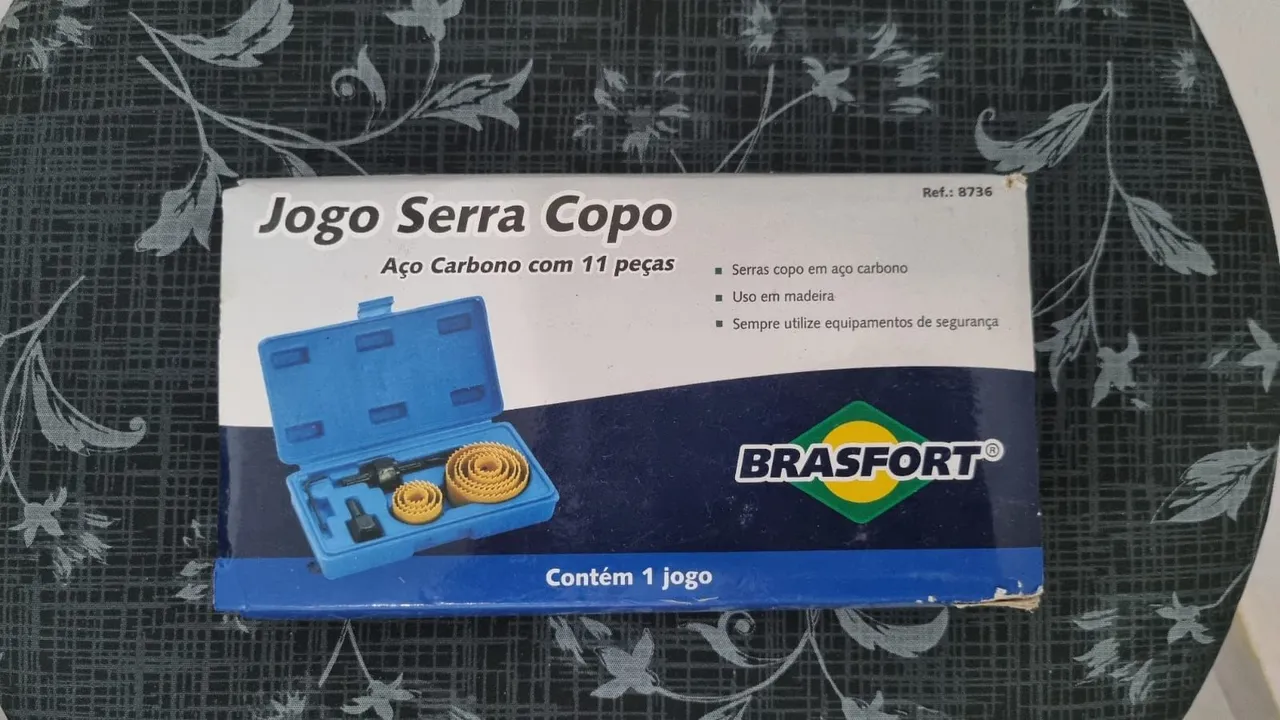 Ref.: 8736
Jogo Serra Copo
Aço Carbono com 11 peças
Serras copo em aço carbono
Uso em madeira
Sempre utilize equipamentos de segurança
BRASFORT®
Contém 1 jogo